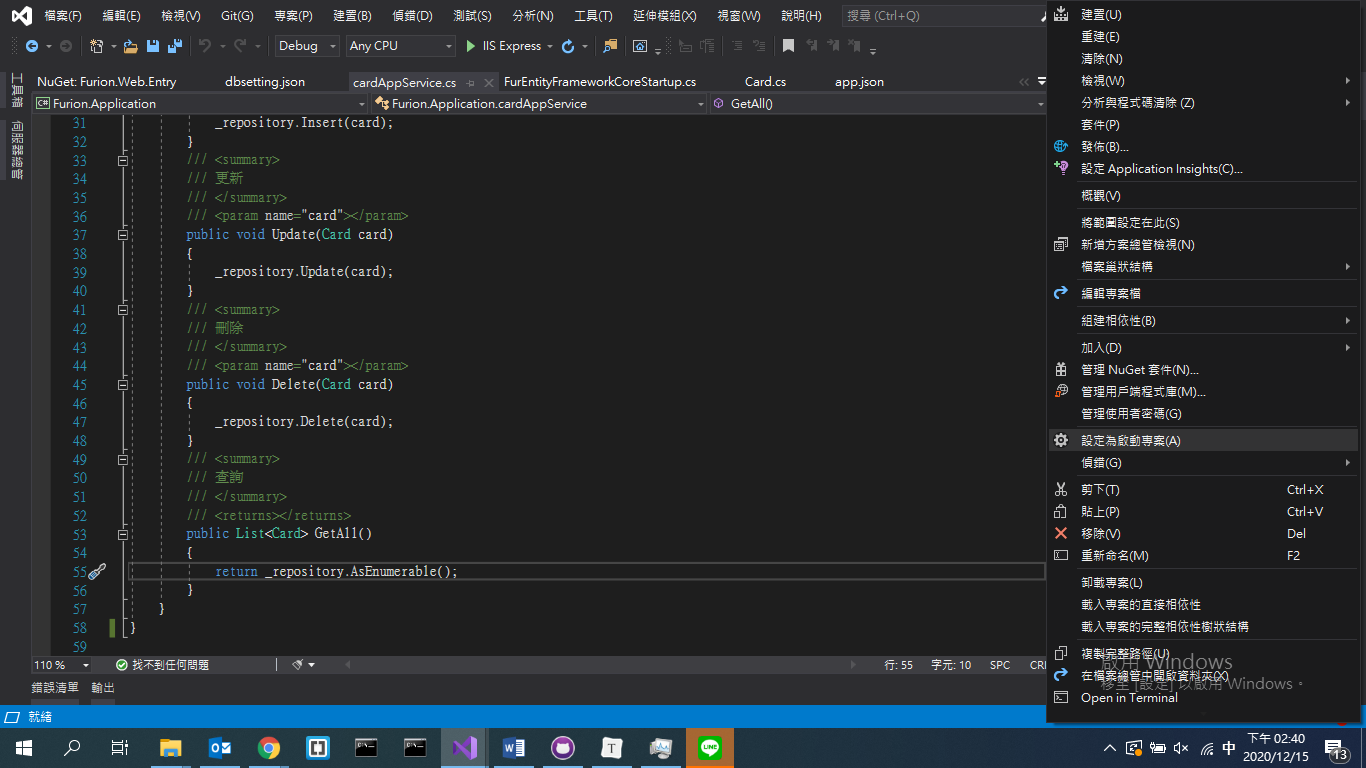 檔案(F) 編輯(E) 檢視(V) Git(G) 專案(P) 建置(B) 偵錯(D) 測試(S) 分析(N) 工具(T) 延伸模組(X) 視窗(W) 說明(H) 搜尋 (Ctrl+Q)
Debug Any CPU IIS Express
工具箱
伺服器總管
NuGet: Furion.Web.Entry dbsetting.json cardAppService.cs FurEntityFrameworkCoreStartup.cs Card.cs app.json
C# Furion.Application Furion.Application.cardAppService GetAll()
31 _repository.Insert(card);
32 }
33 /// <summary>
34 /// 更新
35 /// </summary>
36 /// <param name="card"></param>
37 public void Update(Card card)
38 {
39 _repository.Update(card);
40 }
41 /// <summary>
42 /// 刪除
43 /// </summary>
44 /// <param name="card"></param>
45 public void Delete(Card card)
46 {
47 _repository.Delete(card);
48 }
49 /// <summary>
50 /// 查詢
51 /// </summary>
52 /// <returns></returns>
53 public List<Card> GetAll()
54 {
55 return _repository.AsEnumerable();
56 }
57 }
58 }
59
110 % 找不到任何問題 行: 55 字元: 10 SPC
錯誤清單 輸出
就緒
建置(U)
重建(E)
清除(N)
檢視(W)
分析與程式碼清除 (Z)
套件(P)
發佈(B)...
設定 Application Insights(C)...
概觀(V)
將範圍設定在此(S)
新增方案總管檢視(N)
檔案巢狀結構
編輯專案檔
組建相依性(B)
加入(D)
管理 NuGet 套件(N)...
管理用戶端程式庫(M)...
管理使用者密碼(G)
設定為啟動專案(A)
偵錯(G)
剪下(T) Ctrl+X
貼上(P) Ctrl+V
移除(V) Del
重新命名(M) F2
卸載專案(L)
載入專案的直接相依性
載入專案的完整相依性樹狀結構
複製完整路徑(U)
在檔案總管中開啟資料夾(X)
Open in Terminal
啟用 Windows
移至 [設定] 以啟用 Windows。
LINE
中
下午 02:40
2020/12/15
13